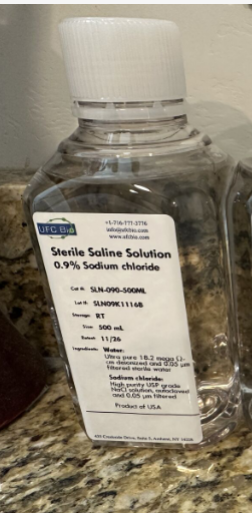 UFC Bio
+1-716-777-3776
info@ufcbio.com
www.ufcbio.com
Sterile Saline Solution
0.9% Sodium chloride
Cat #: SLN-090-500ML
Lot #: SLN09K1116B
Storage: RT
Size: 500 mL
Retest: 11/26
Ingredients: Water:
Ultra pure 18.2 mega Ω-
cm deionized and 0.05 µm
filtered sterile water
Sodium chloride:
High purity USP grade
NaCl solution, autoclaved
and 0.05 µm filtered
Product of USA